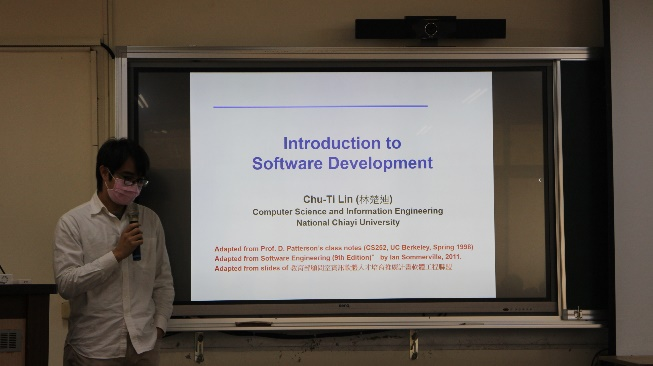 Introduction to
Software Development
Chu-Ti Lin (林楚迪)
Computer Science and Information Engineering
National Chiayi University
Adapted from Prof. D. Patterson's class notes (CS252, UC Berkeley, Spring 1998)
Adapted from Software Engineering (9th Edition)" by Ian Sommerville, 2011.
Adapted from slides of